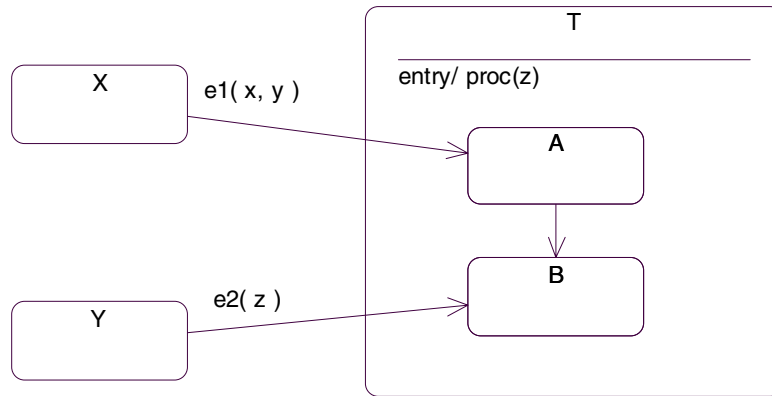 T
entry/ proc(z)
X
e1( x, y )
A
B
e2( z )
Y